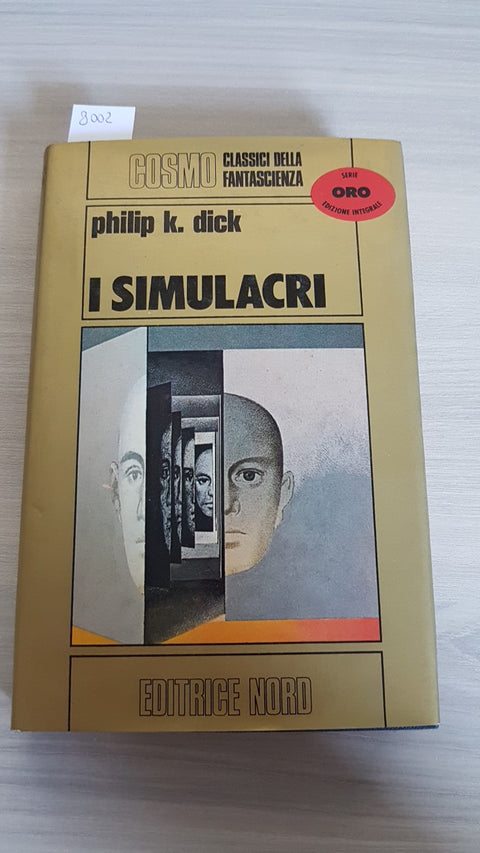 8002
COSMO CLASSICI DELLA
FANTASCIENZA
SERIE
ORO
EDIZIONE INTEGRALE
philip k. dick
I SIMULACRI
EDITRICE NORD